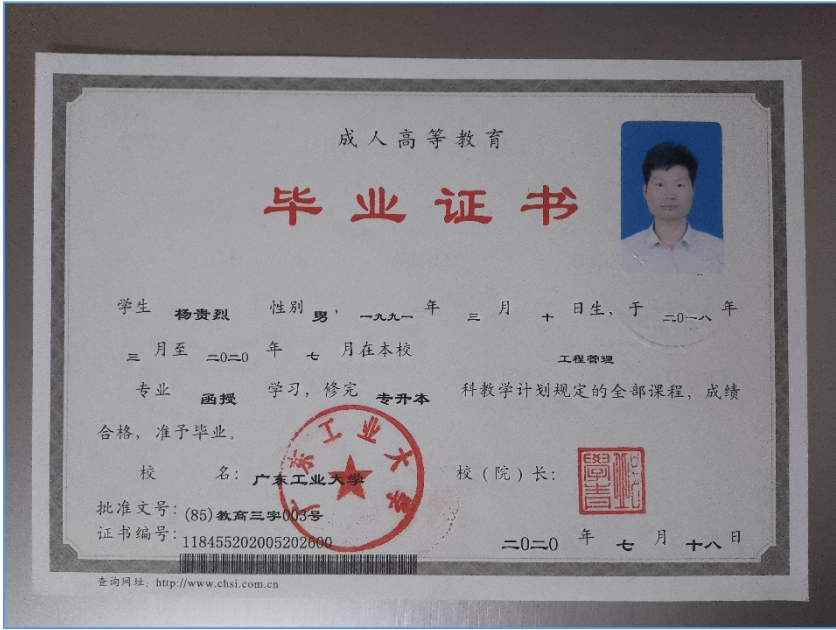 成人高等教育
毕业证书
学生 杨贵烈 性别 男，一九九一 年 三 月 十 日生，于 二0一八 年
三 月至 二0二0 年 七 月在本校 工程管理
专业 函授 学习，修完 专升本 科教学计划规定的全部课程，成绩
合格，准予毕业。
校 名：广东工业大学 校（院）长：
广东工业大学
批准文号：(85)教高三字003号
证书编号：118455202005202600
二0二0 年 七 月 十八 日
查询网址：http://www.chsi.com.cn